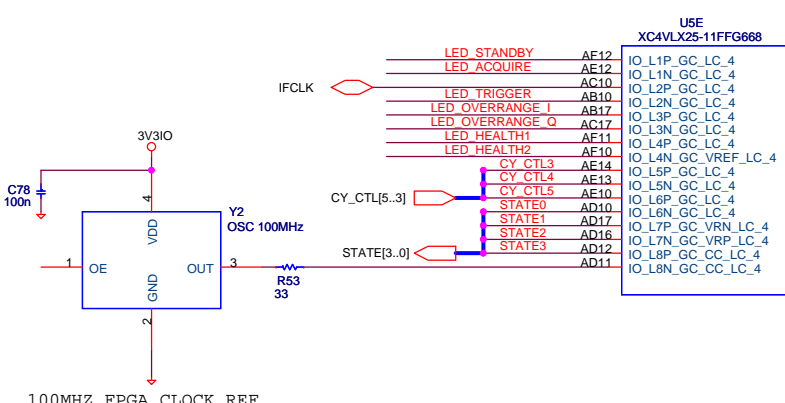 U5E
XC4VLX25-11FFG668
LED_STANDBY AF12 IO_L1P_GC_LC_4
LED_ACQUIRE AE12 IO_L1N_GC_LC_4
IFCLK AC10 IO_L2P_GC_LC_4
LED_TRIGGER AB10 IO_L2N_GC_LC_4
LED_OVERRANGE_I AB17 IO_L3P_GC_LC_4
LED_OVERRANGE_Q AC17 IO_L3N_GC_LC_4
LED_HEALTH1 AF11 IO_L4P_GC_LC_4
LED_HEALTH2 AF10 IO_L4N_GC_VREF_LC_4
CY_CTL3 AE14 IO_L5P_GC_LC_4
CY_CTL4 AE13 IO_L5N_GC_LC_4
CY_CTL[5..3] CY_CTL5 AE10 IO_L6P_GC_LC_4
STATE0 AD10 IO_L6N_GC_LC_4
STATE1 AD17 IO_L7P_GC_VRN_LC_4
STATE2 AD16 IO_L7N_GC_VRP_LC_4
STATE[3..0] STATE3 AD12 IO_L8P_GC_CC_LC_4
AD11 IO_L8N_GC_CC_LC_4
3V3IO
C78
100n
4
Y2
OSC 100MHz
VDD
1 OE OUT 3
GND
R53
33
2
100MHZ FPGA CLOCK REF